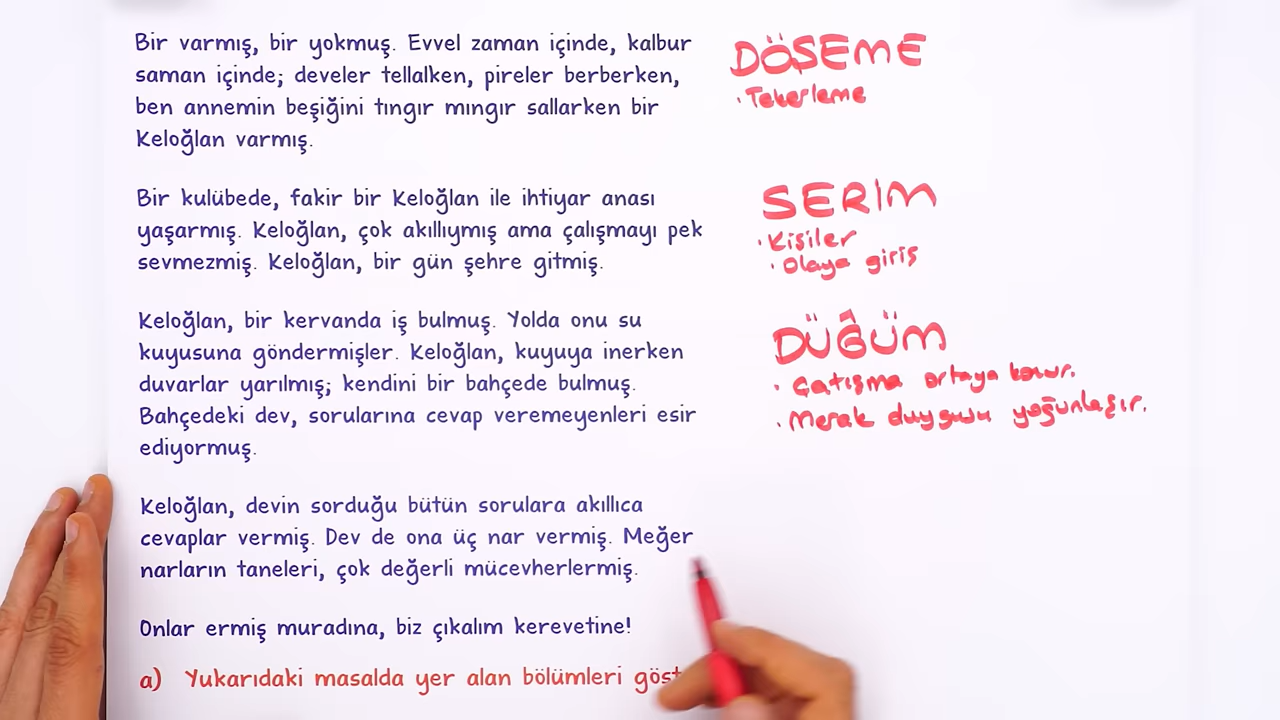 Bir varmış, bir yokmuş. Evvel zaman içinde, kalbur
saman içinde; develer tellalken, pireler berberken,
ben annemin beşiğini tıngır mıngır sallarken bir
Keloğlan varmış.
DÖŞEME
• Tekerleme
Bir kulübede, fakir bir Keloğlan ile ihtiyar anası
yaşarmış. Keloğlan, çok akıllıymış ama çalışmayı pek
sevmezmiş. Keloğlan, bir gün şehre gitmiş.
SERİM
• Kişiler
• Olaya giriş
Keloğlan, bir kervanda iş bulmuş. Yolda onu su
kuyusuna göndermişler. Keloğlan, kuyuya inerken
duvarlar yarılmış; kendini bir bahçede bulmuş.
Bahçedeki dev, sorularına cevap veremeyenleri esir
ediyormuş.
DÜĞÜM
• Çatışma ortaya konur.
• Merak duygusu yoğunlaşır.
Keloğlan, devin sorduğu bütün sorulara akıllıca
cevaplar vermiş. Dev de ona üç nar vermiş. Meğer
narların taneleri, çok değerli mücevherlermiş.
Onlar ermiş muradına, biz çıkalım kerevetine!
a) Yukarıdaki masalda yer alan bölümleri